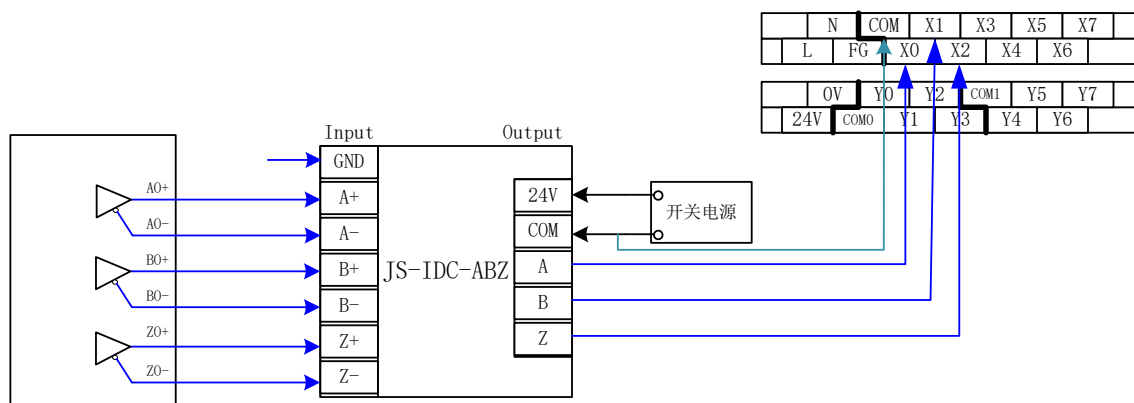 N COM X1 X3 X5 X7
L FG X0 X2 X4 X6
0V Y0 Y2 COM1 Y5 Y7
24V COM0 Y1 Y3 Y4 Y6
Input Output
GND
A+
A-
B+
B-
Z+
Z-
JS-IDC-ABZ
24V
COM
A
B
Z
开关电源
AO+
AO-
BO+
BO-
ZO+
ZO-